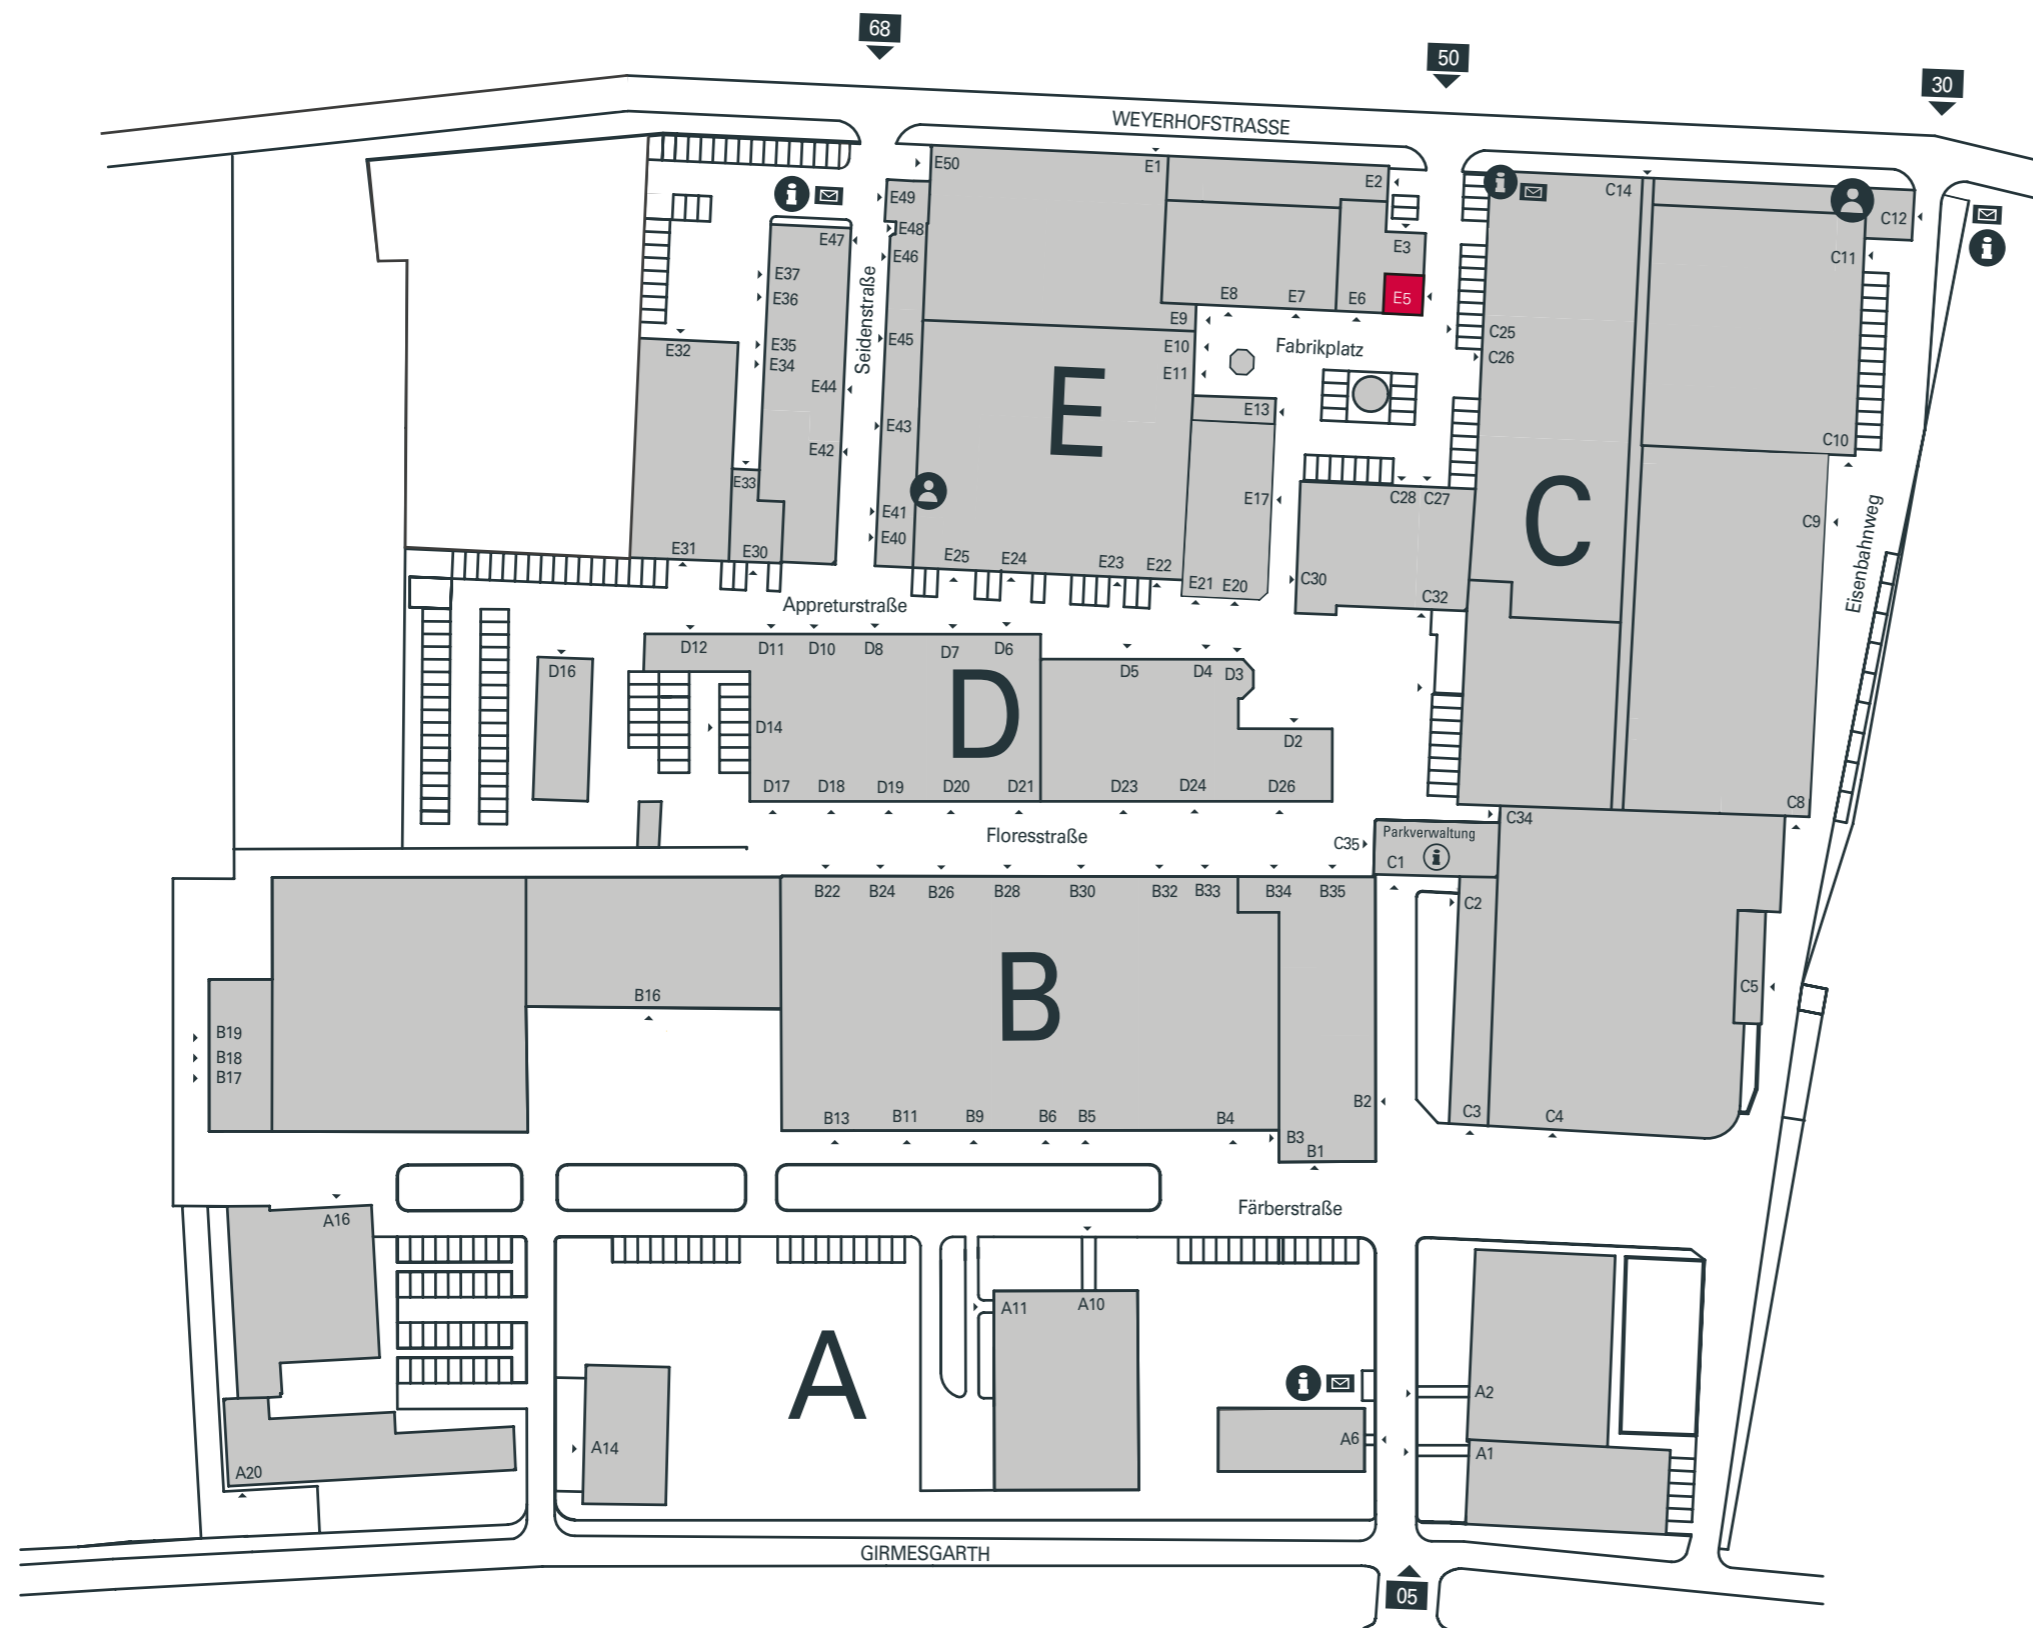 68
50
30
WEYERHOFSTRASSE
E50
E1
E2
C14
C12
E49
E48
E47
E46
E3
C11
E37
E36
E8
E7
E6
E5
Seidenstraße
E9
E45
E32
E35
E34
E10
E11
Fabrikplatz
C25
C26
E44
E
E13
E43
E42
C10
E33
E17
C28
C27
C
C9
Eisenbahnweg
E41
E40
E31
E30
E25
E24
E23
E22
E21
E20
C30
C32
Appreturstraße
D12
D11
D10
D8
D7
D6
D16
D5
D4
D3
D
D14
D2
D17
D18
D19
D20
D21
D23
D24
D26
C8
C34
Floresstraße
C35
Parkverwaltung
C1
B22
B24
B26
B28
B30
B32
B33
B34
B35
C2
B
B16
C5
B19
B18
B17
B2
B13
B11
B9
B6
B5
B4
B3
B1
C3
C4
Färberstraße
A16
A11
A10
A
A2
A14
A6
A1
A20
GIRMESGARTH
05